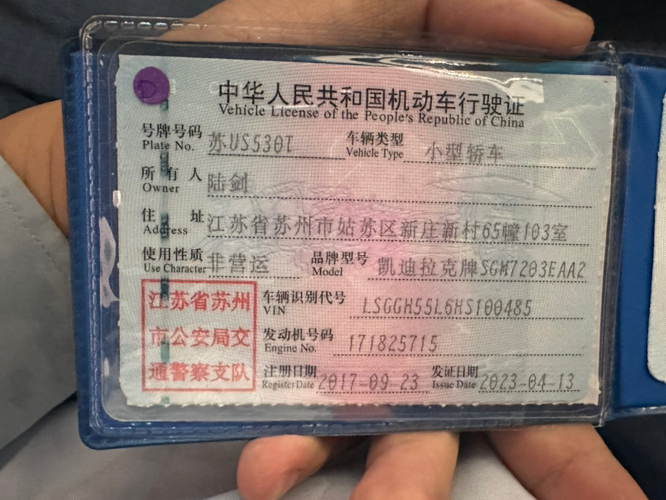 中华人民共和国机动车行驶证
Vehicle License of the People's Republic of China
号牌号码 苏US530T 车辆类型 小型轿车
Plate No. Vehicle Type
所有人 陆剑
Owner
住址 江苏省苏州市姑苏区新庄新村65幢103室
Address
使用性质 非营运 品牌型号 凯迪拉克牌SGM7203EAA2
Use Character Model
江苏省苏州
市公安局交
通警察支队
车辆识别代号 LSGGH55L6HS100485
VIN
发动机号码 171825715
Engine No.
注册日期 2017-09-23 发证日期 2023-04-13
Register Date Issue Date